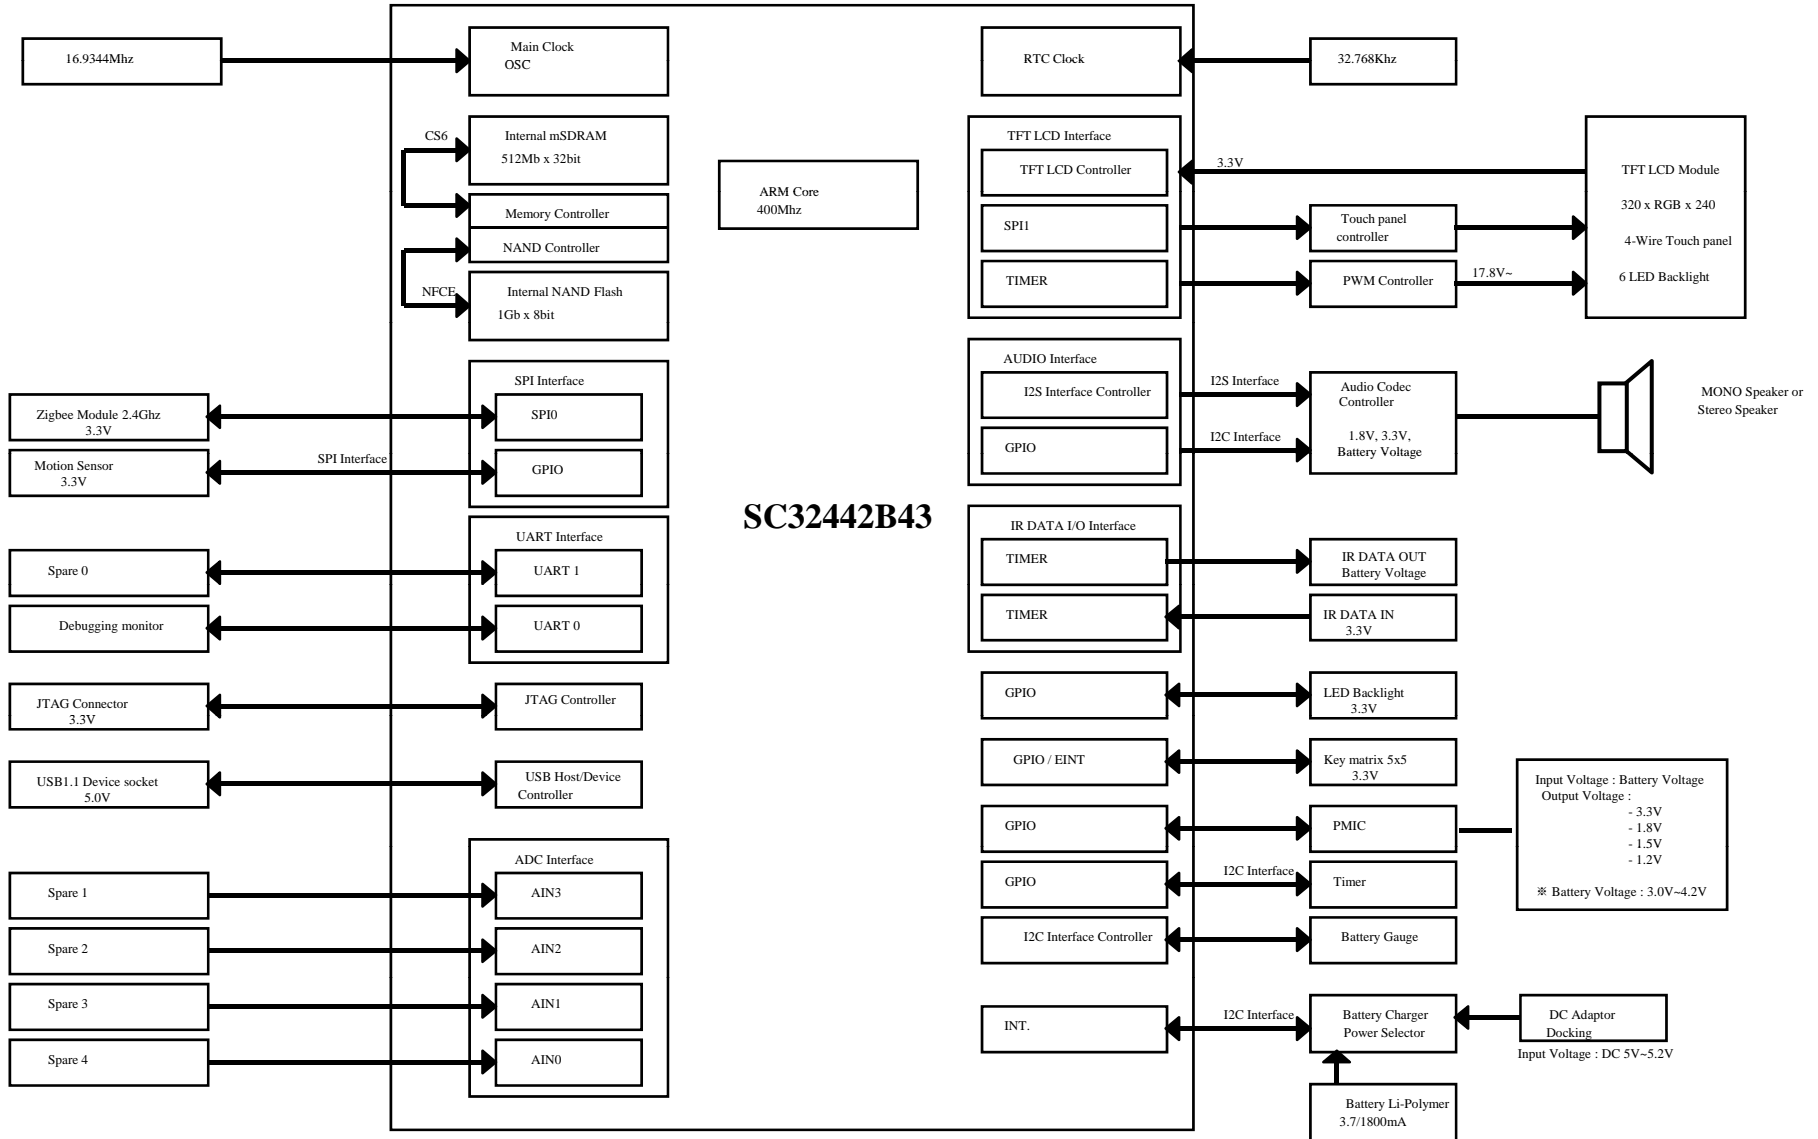 16.9344Mhz
Main Clock
OSC
CS6
Internal mSDRAM
512Mb x 32bit
Memory Controller
NAND Controller
NFCE
Internal NAND Flash
1Gb x 8bit
SPI Interface
Zigbee Module 2.4Ghz
3.3V
SPI0
Motion Sensor
3.3V
SPI Interface
GPIO
UART Interface
Spare 0
UART 1
Debugging monitor
UART 0
JTAG Connector
3.3V
JTAG Controller
USB1.1 Device socket
5.0V
USB Host/Device
Controller
ADC Interface
Spare 1
AIN3
Spare 2
AIN2
Spare 3
AIN1
Spare 4
AIN0
ARM Core
400Mhz
SC32442B43
RTC Clock
32.768Khz
TFT LCD Interface
TFT LCD Controller
3.3V
SPI1
Touch panel
controller
TIMER
PWM Controller
17.8V~
TFT LCD Module
320 x RGB x 240
4-Wire Touch panel
6 LED Backlight
AUDIO Interface
I2S Interface Controller
I2S Interface
GPIO
I2C Interface
Audio Codec
Controller
1.8V, 3.3V,
Battery Voltage
MONO Speaker or
Stereo Speaker
IR DATA I/O Interface
TIMER
IR DATA OUT
Battery Voltage
TIMER
IR DATA IN
3.3V
GPIO
LED Backlight
3.3V
GPIO / EINT
Key matrix 5x5
3.3V
GPIO
PMIC
Input Voltage : Battery Voltage
Output Voltage :
- 3.3V
- 1.8V
- 1.5V
- 1.2V
※ Battery Voltage : 3.0V~4.2V
GPIO
I2C Interface
Timer
I2C Interface Controller
Battery Gauge
INT.
I2C Interface
Battery Charger
Power Selector
DC Adaptor
Docking
Input Voltage : DC 5V~5.2V
Battery Li-Polymer
3.7/1800mA